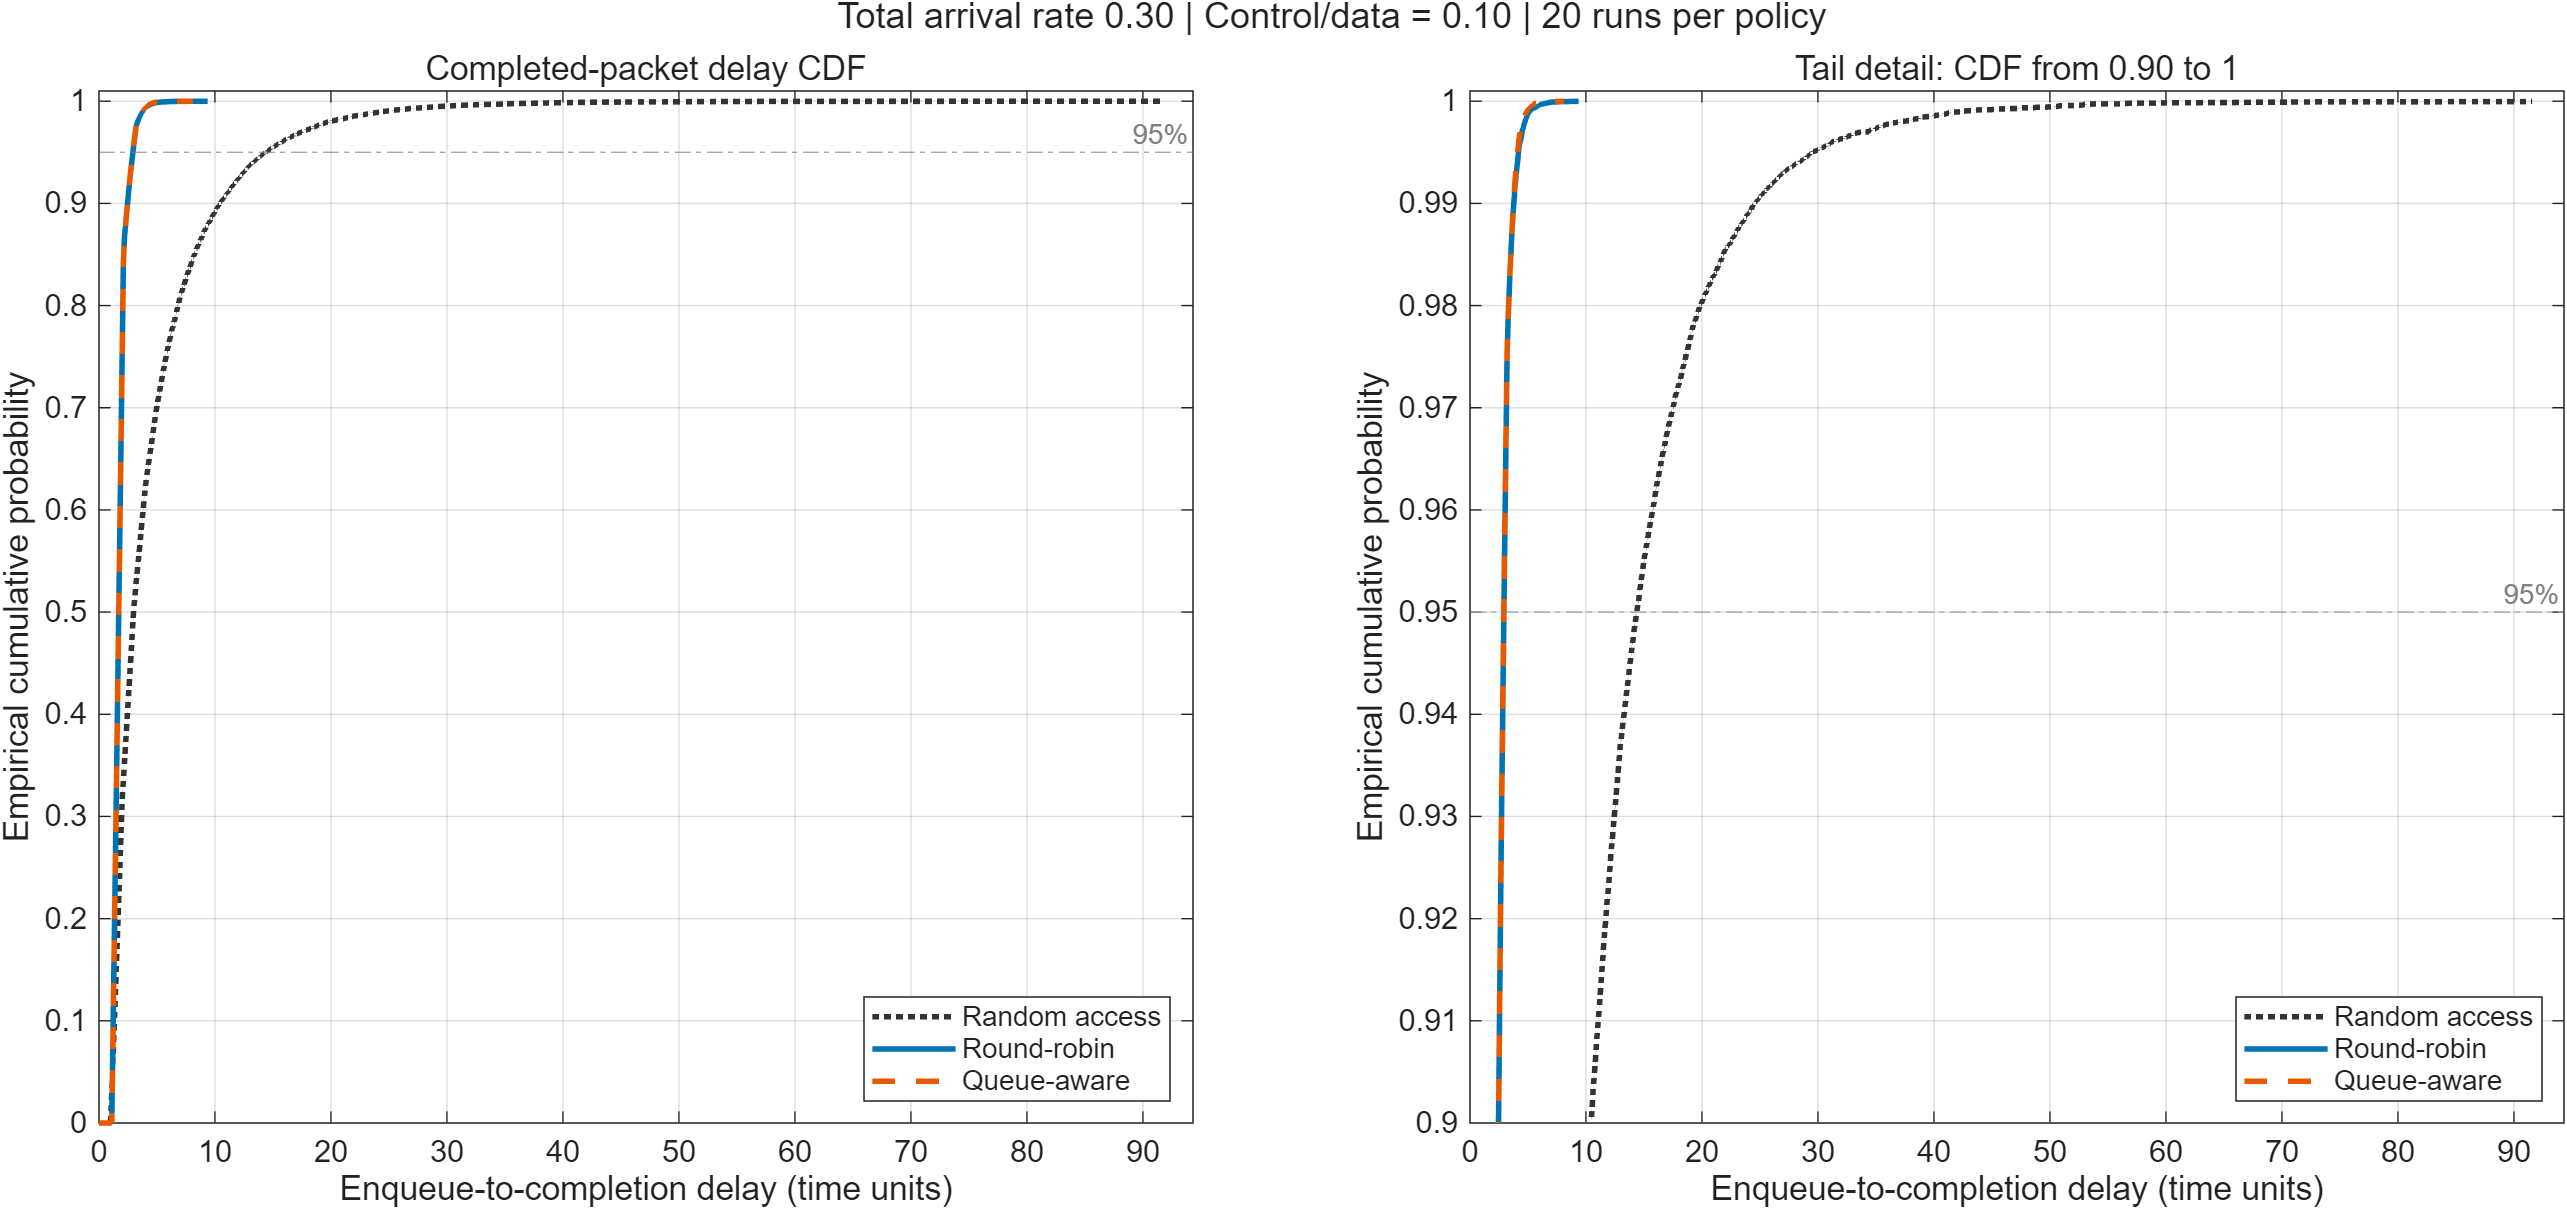 Total arrival rate 0.30 | Control/data = 0.10 | 20 runs per policy
Completed-packet delay CDF
1
0.9
0.8
0.7
0.6
0.5
0.4
0.3
0.2
0.1
0
Empirical cumulative probability
95%
Random access
Round-robin
Queue-aware
0 10 20 30 40 50 60 70 80 90
Enqueue-to-completion delay (time units)
Tail detail: CDF from 0.90 to 1
1
0.99
0.98
0.97
0.96
0.95
0.94
0.93
0.92
0.91
0.9
Empirical cumulative probability
95%
Random access
Round-robin
Queue-aware
0 10 20 30 40 50 60 70 80 90
Enqueue-to-completion delay (time units)